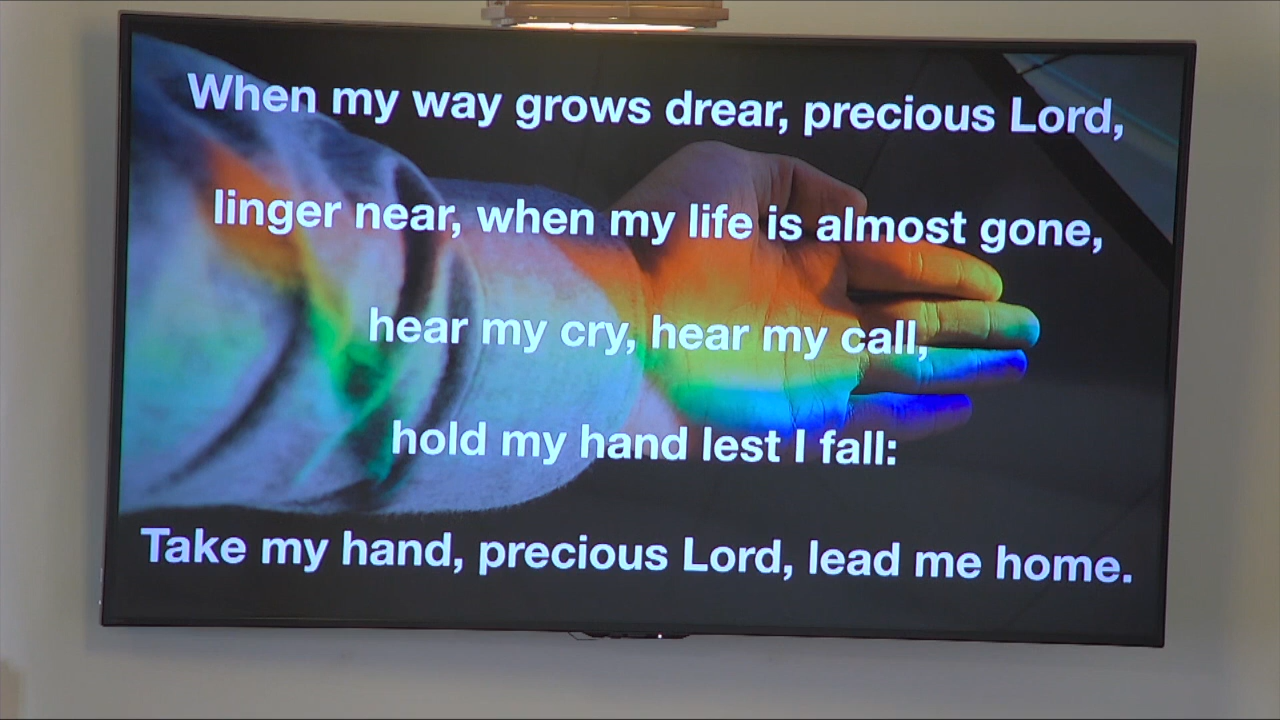 When my way grows drear, precious Lord,
linger near, when my life is almost gone,
hear my cry, hear my call,
hold my hand lest I fall:
Take my hand, precious Lord, lead me home.